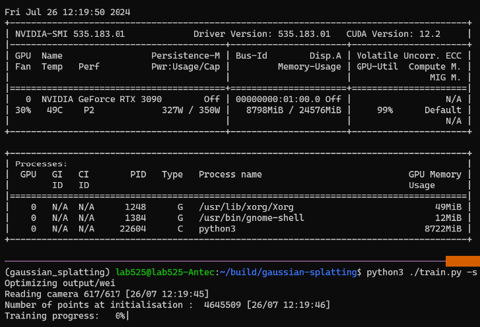 Fri Jul 26 12:19:50 2024
NVIDIA-SMI 535.183.01 Driver Version: 535.183.01 CUDA Version: 12.2
GPU Name Persistence-M | Bus-Id Disp.A | Volatile Uncorr. ECC
Fan Temp Perf Pwr:Usage/Cap | Memory-Usage | GPU-Util Compute M.
MIG M.
0 NVIDIA GeForce RTX 3090 Off | 00000000:01:00.0 Off | N/A
30% 49C P2 327W / 350W | 8798MiB / 24576MiB | 99% Default
N/A
Processes:
GPU GI CI PID Type Process name GPU Memory
ID ID Usage
0 N/A N/A 1248 G /usr/lib/xorg/Xorg 49MiB
0 N/A N/A 1384 G /usr/bin/gnome-shell 12MiB
0 N/A N/A 22604 C python3 8722MiB
(gaussian_splatting) lab525@lab525-Antec:~/build/gaussian-splatting$ python3 ./train.py -s
Optimizing output/wei
Reading camera 617/617 [26/07 12:19:45]
Number of points at initialisation : 4645509 [26/07 12:19:46]
Training progress: 0%|